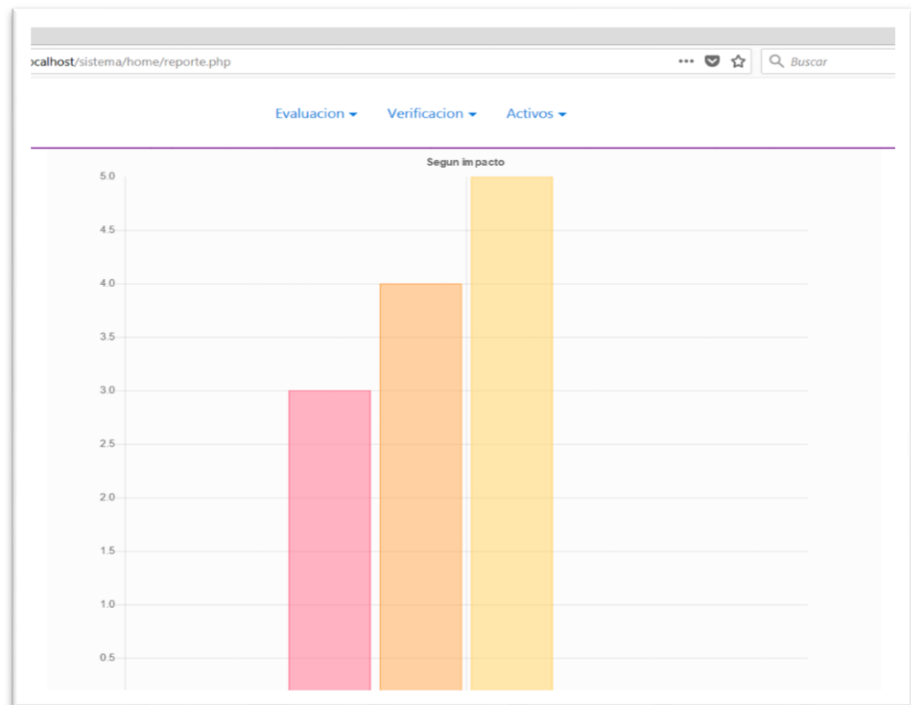 ocalhost/sistema/home/reporte.php
Buscar
Evaluacion Verificacion Activos
Segun impacto
5.0
4.5
4.0
3.5
3.0
2.5
2.0
1.5
1.0
0.5